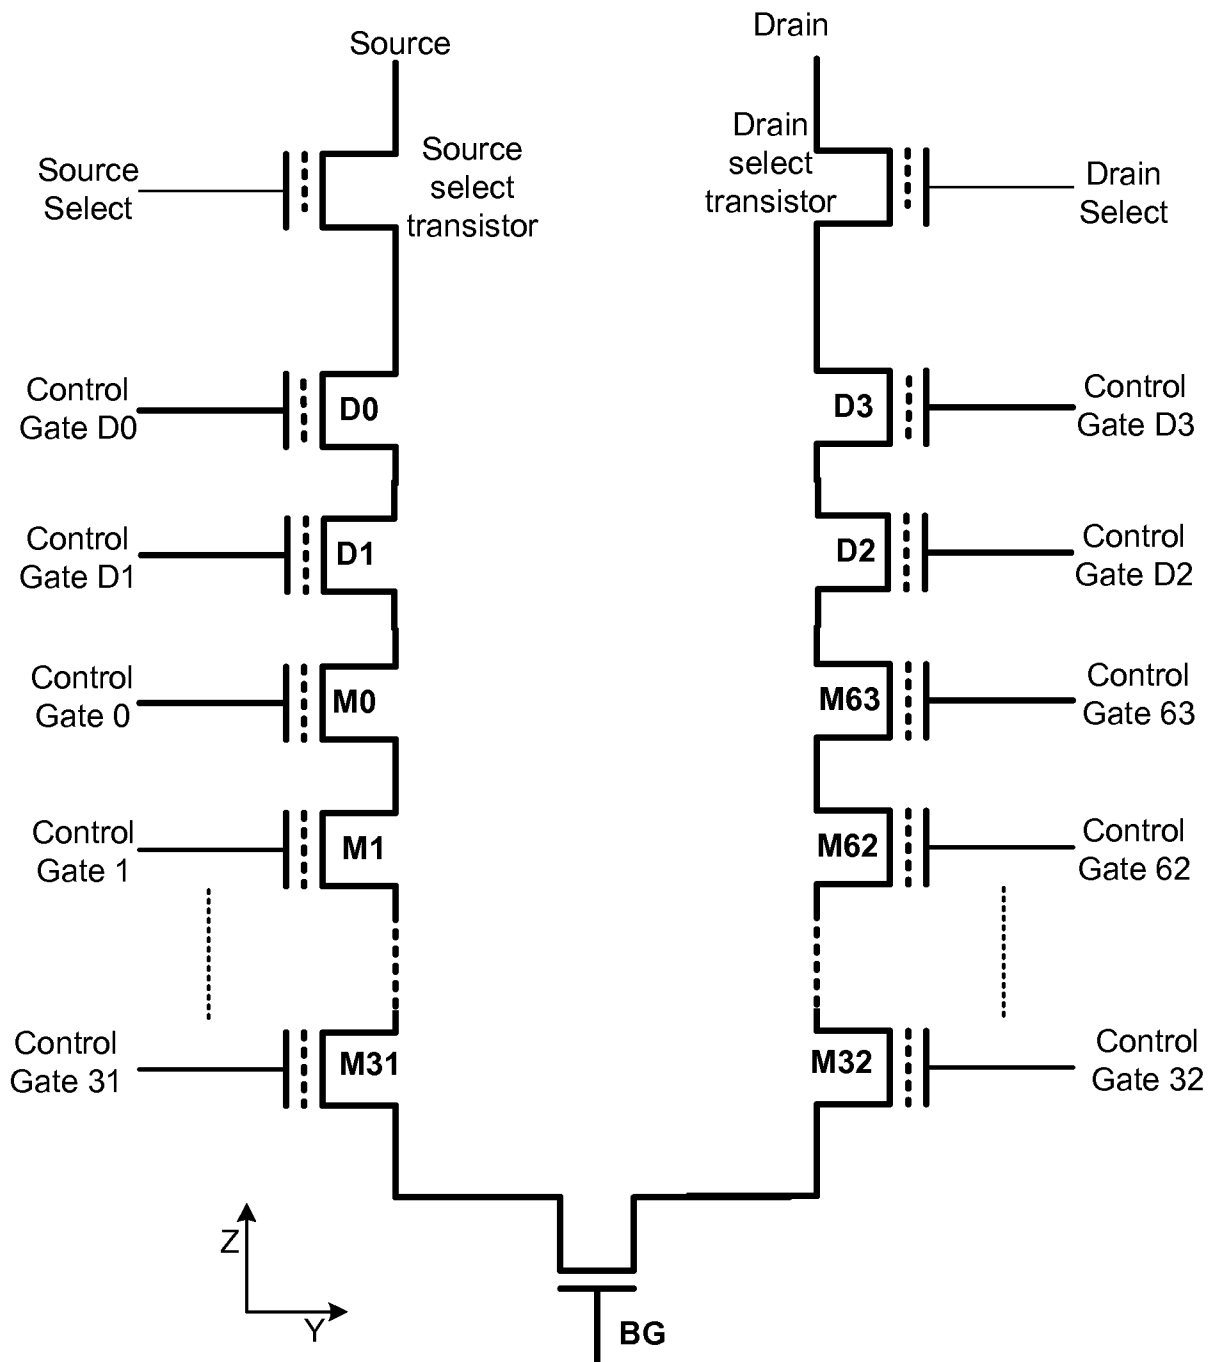 Source
Drain
Source
Select
Source
select
transistor
Drain
select
transistor
Drain
Select
Control
Gate D0
D0
D3
Control
Gate D3
Control
Gate D1
D1
D2
Control
Gate D2
Control
Gate 0
M0
M63
Control
Gate 63
Control
Gate 1
M1
M62
Control
Gate 62
Control
Gate 31
M31
M32
Control
Gate 32
Z
Y
BG